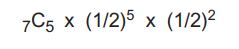 ₇C₅ x (1/2)⁵ x (1/2)²